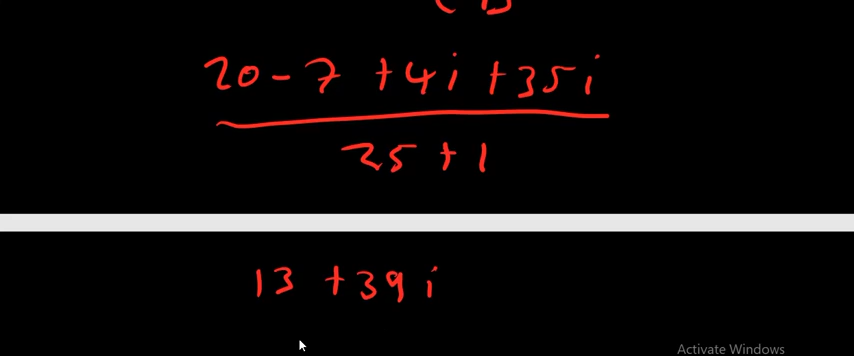 20 - 7 + 4i + 35i
25 + 1
13 + 39i
Activate Windows